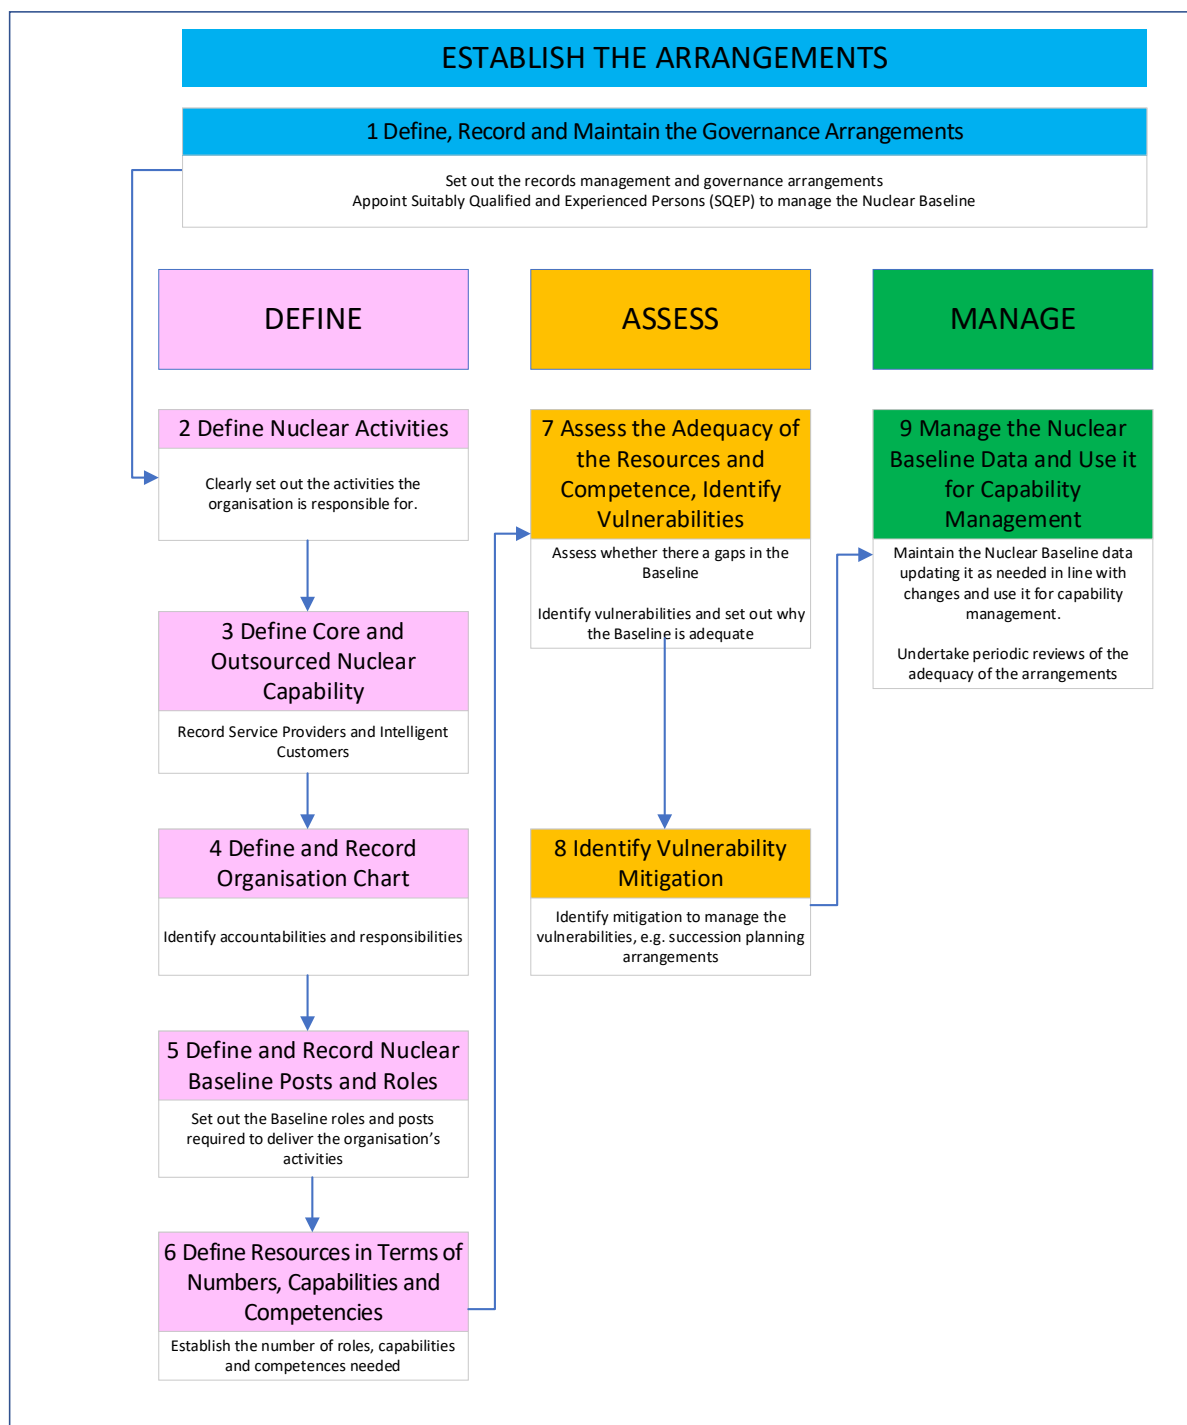 ESTABLISH THE ARRANGEMENTS
1 Define, Record and Maintain the Governance Arrangements
Set out the records management and governance arrangements
Appoint Suitably Qualified and Experienced Persons (SQEP) to manage the Nuclear Baseline
DEFINE
ASSESS
MANAGE
2 Define Nuclear Activities
Clearly set out the activities the
organisation is responsible for.
3 Define Core and
Outsourced Nuclear
Capability
Record Service Providers and Intelligent
Customers
4 Define and Record
Organisation Chart
Identify accountabilities and responsibilities
5 Define and Record Nuclear
Baseline Posts and Roles
Set out the Baseline roles and posts
required to deliver the organisation’s
activities
6 Define Resources in Terms of
Numbers, Capabilities and
Competencies
Establish the number of roles, capabilities
and competences needed
7 Assess the Adequacy of
the Resources and
Competence, Identify
Vulnerabilities
Assess whether there a gaps in the
Baseline
Identify vulnerabilities and set out why
the Baseline is adequate
8 Identify Vulnerability
Mitigation
Identify mitigation to manage the
vulnerabilities, e.g. succession planning
arrangements
9 Manage the Nuclear
Baseline Data and Use it
for Capability
Management
Maintain the Nuclear Baseline data
updating it as needed in line with
changes and use it for capability
management.
Undertake periodic reviews of the
adequacy of the arrangements